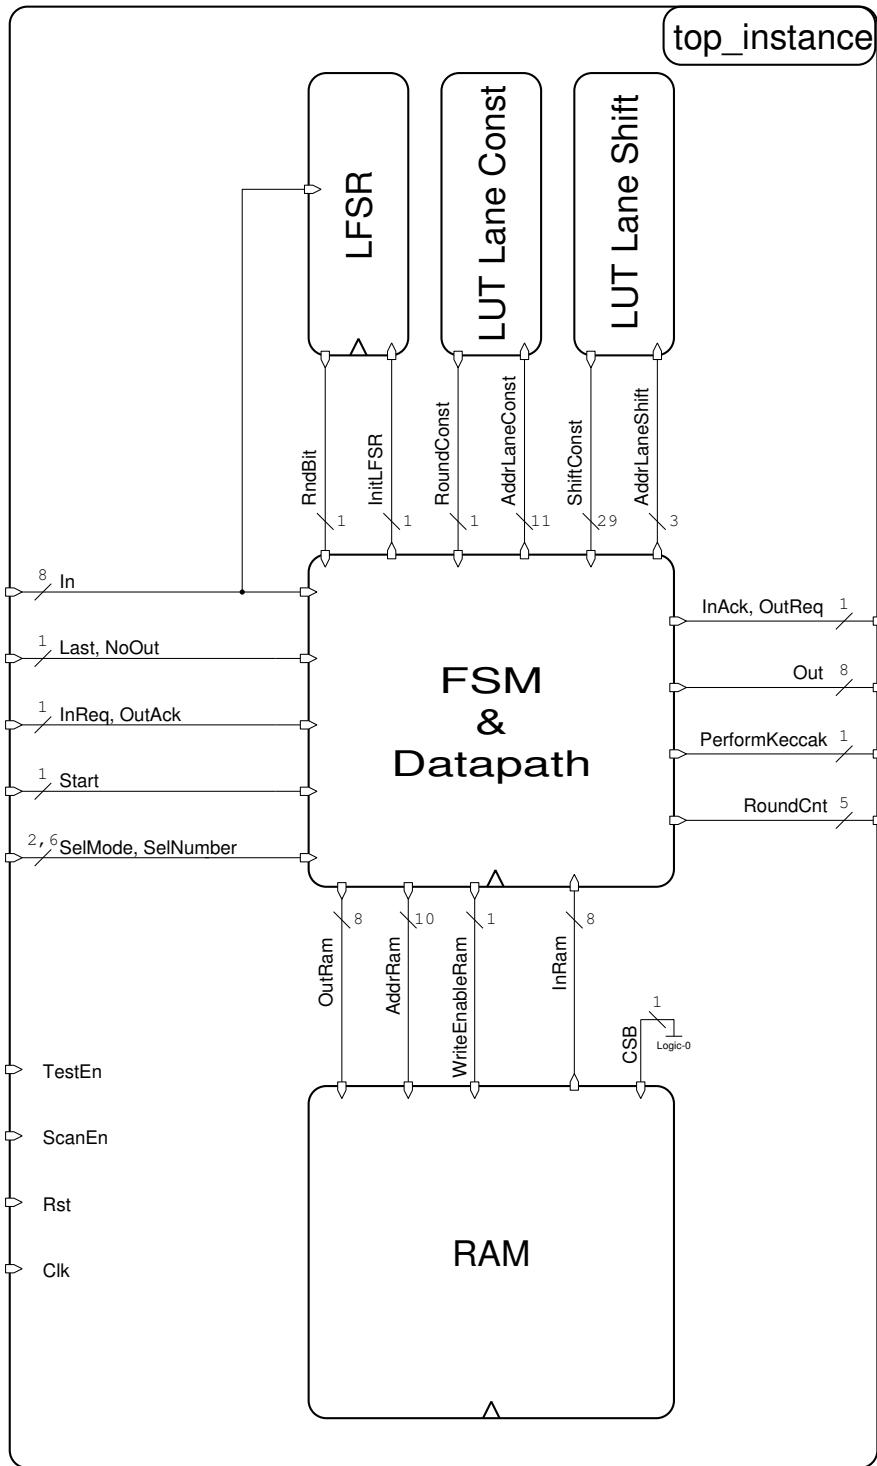 top_instance
LFSR
LUT Lane Const
LUT Lane Shift
RndBit
InitLFSR
RoundConst
AddrLaneConst
ShiftConst
AddrLaneShift
1
1
1
11
29
3
8
In
1
Last, NoOut
1
InReq, OutAck
1
Start
2,6
SelMode, SelNumber
FSM
&
Datapath
InAck, OutReq
1
Out
8
PerformKeccak
1
RoundCnt
5
8
10
1
8
OutRam
AddrRam
WriteEnableRam
InRam
CSB
1
Logic-0
TestEn
ScanEn
Rst
Clk
RAM